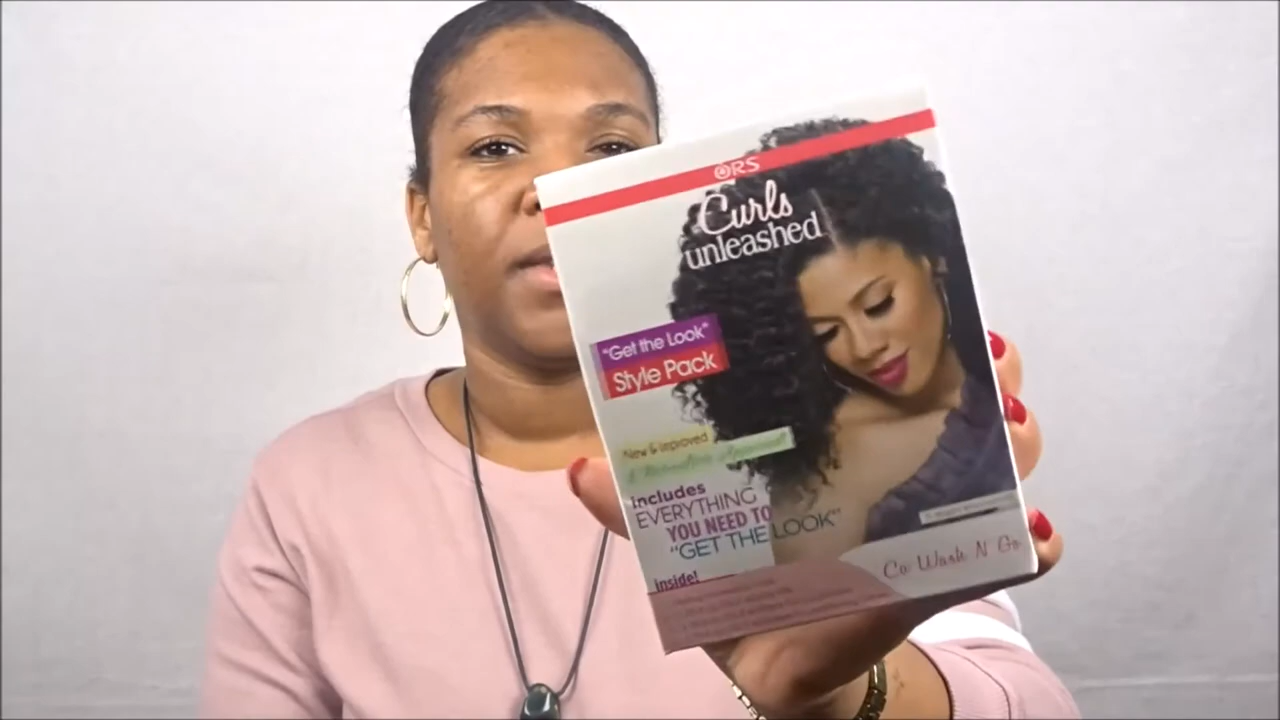 ORS
Curls
unleashed
"Get the Look"
Style Pack
New & Improved
includes
EVERYTHING
YOU NEED TO
"GET THE LOOK"
inside!
Co Wash N Go